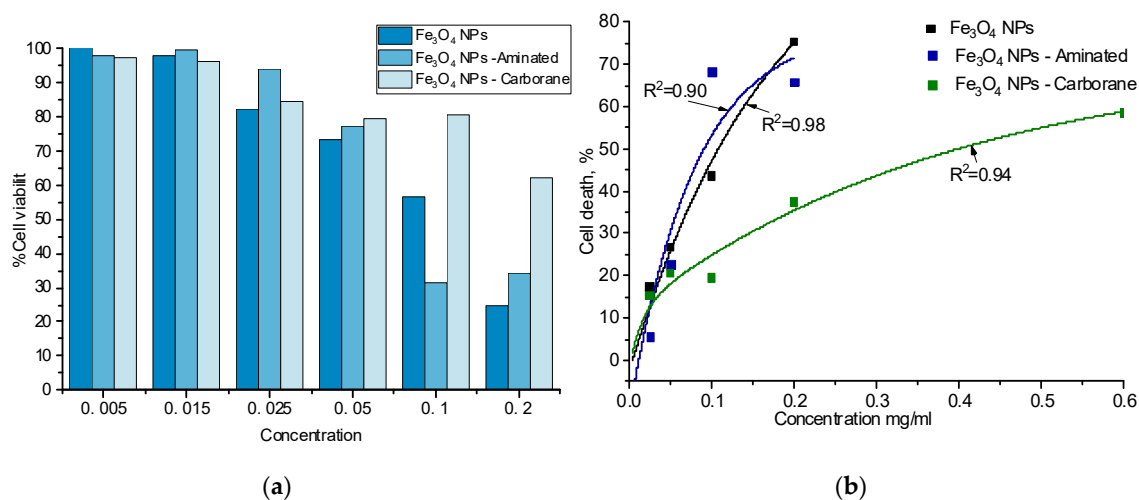 Fe₃O₄ NPs
Fe₃O₄ NPs -Aminated
Fe₃O₄ NPs - Carborane
100
90
80
70
60
50
40
30
20
10
0
%Cell viabilit
0.005 0.015 0.025 0.05 0.1 0.2
Concentration
(a)
80
70
60
50
40
30
20
10
0
Cell death, %
Fe₃O₄ NPs
Fe₃O₄ NPs - Aminated
Fe₃O₄ NPs - Carborane
R²=0.90
R²=0.98
R²=0.94
0.0 0.1 0.2 0.3 0.4 0.5 0.6
Concentration mg/ml
(b)